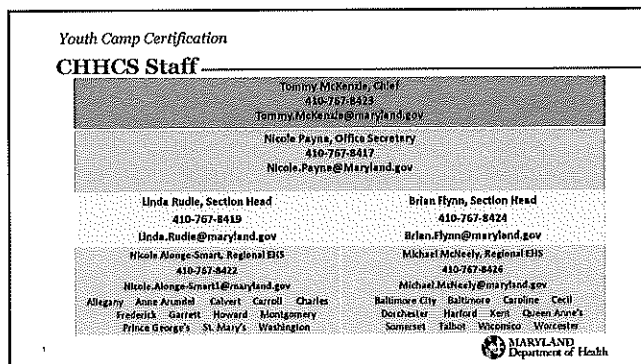 Youth Camp Certification
CHHCS Staff
Tommy McKenzie, Chief
410-767-8423
Tommy.McKenzie@maryland.gov
Nicole Payne, Office Secretary
410-767-8417
Nicole.Payne@Maryland.gov
Linda Rudie, Section Head
410-767-8419
Linda.Rudie@maryland.gov
Nicole Alonge-Smart, Regional EHS
410-767-8422
Nicole.Alonge-Smart1@maryland.gov
Allegany Anne Arundel Calvert Carroll Charles
Frederick Garrett Howard Montgomery
Prince George's St. Mary's Washington
Brian Flynn, Section Head
410-767-8424
Brian.Flynn@maryland.gov
Michael McNeely, Regional EHS
410-767-8426
Michael.McNeely@maryland.gov
Baltimore City Baltimore Caroline Cecil
Dorchester Harford Kent Queen Anne's
Somerset Talbot Wicomico Worcester
1
MARYLAND
Department of Health